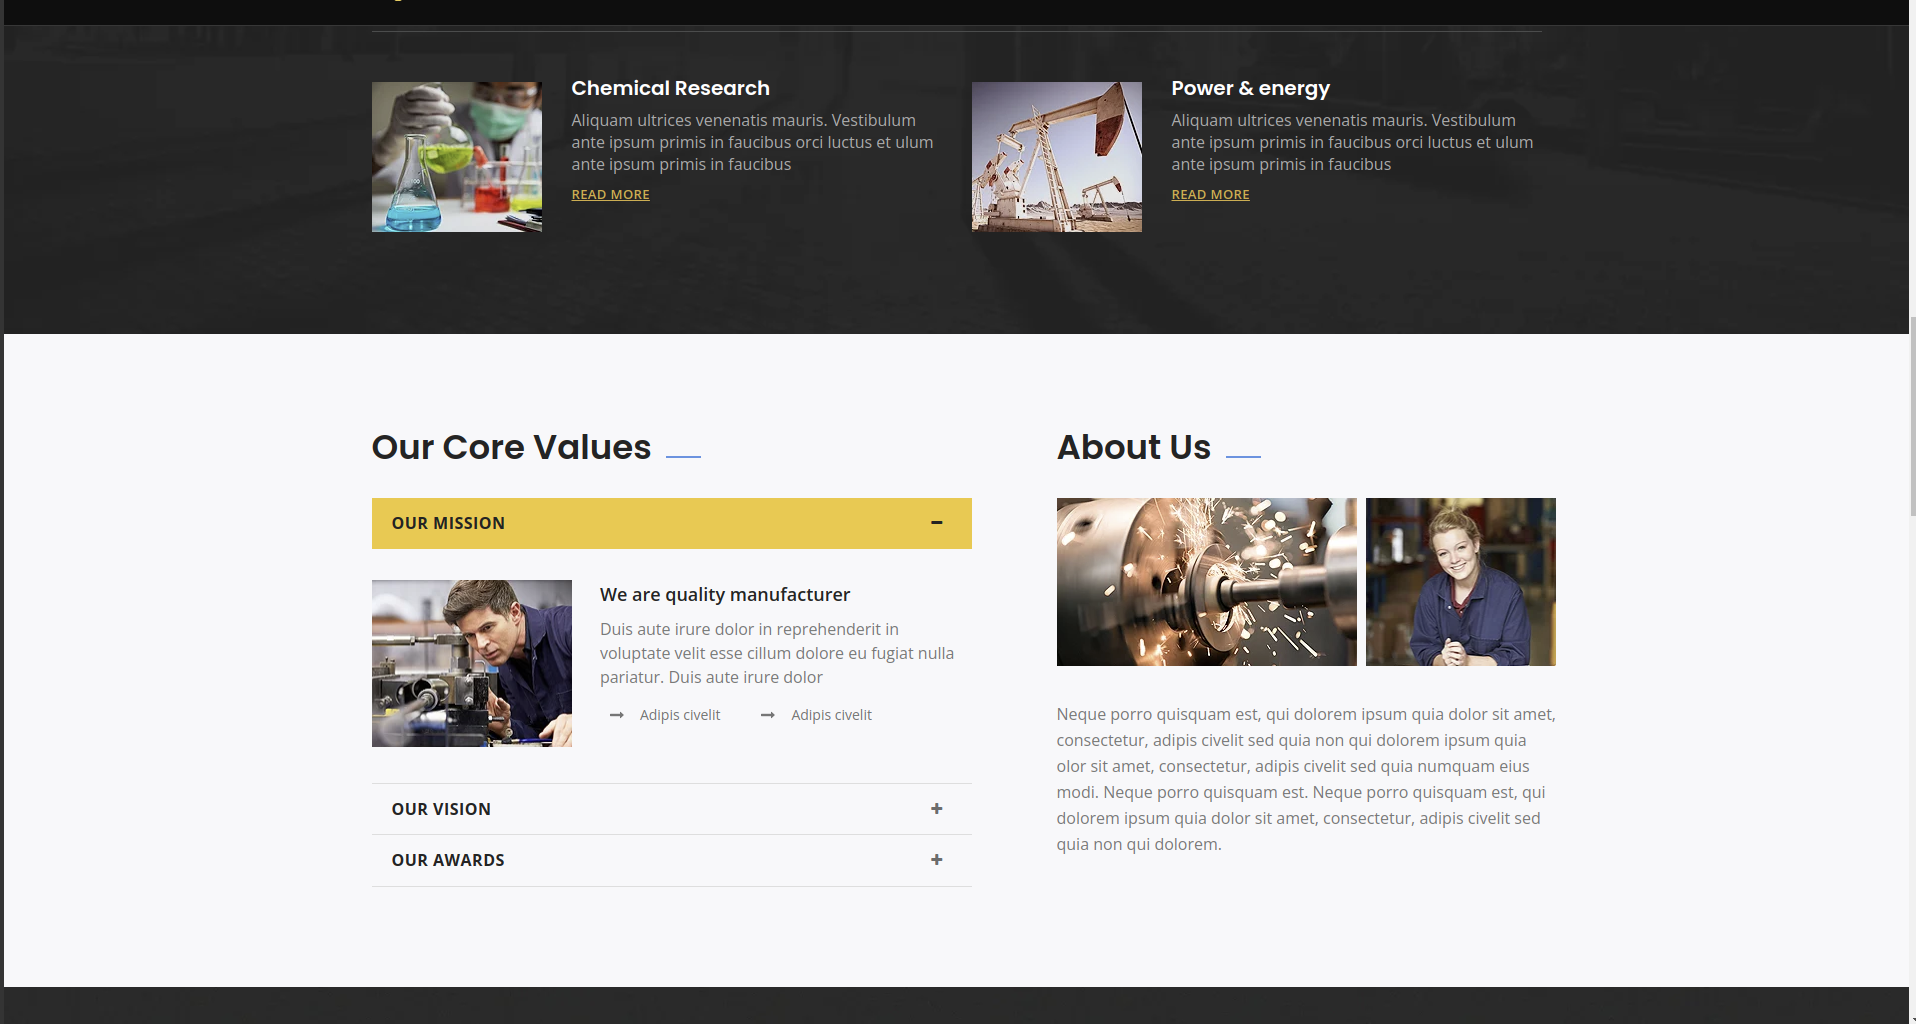 Chemical Research
Aliquam ultrices venenatis mauris. Vestibulum
ante ipsum primis in faucibus orci luctus et ulum
ante ipsum primis in faucibus
READ MORE
Power & energy
Aliquam ultrices venenatis mauris. Vestibulum
ante ipsum primis in faucibus orci luctus et ulum
ante ipsum primis in faucibus
READ MORE
Our Core Values
OUR MISSION
We are quality manufacturer
Duis aute irure dolor in reprehenderit in
voluptate velit esse cillum dolore eu fugiat nulla
pariatur. Duis aute irure dolor
Adipis civelit
Adipis civelit
OUR VISION
OUR AWARDS
About Us
Neque porro quisquam est, qui dolorem ipsum quia dolor sit amet,
consectetur, adipis civelit sed quia non qui dolorem ipsum quia
olor sit amet, consectetur, adipis civelit sed quia numquam eius
modi. Neque porro quisquam est. Neque porro quisquam est, qui
dolorem ipsum quia dolor sit amet, consectetur, adipis civelit sed
quia non qui dolorem.